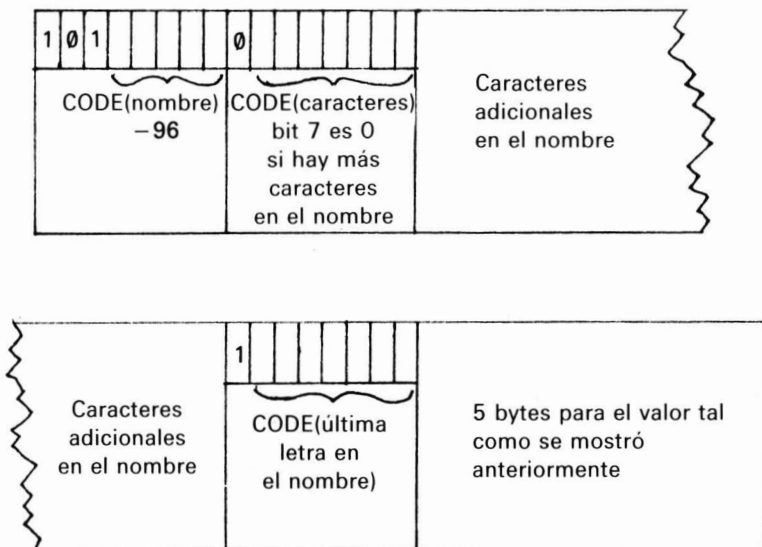 1 0 1
0
CODE(nombre)
−96
CODE(caracteres)
bit 7 es 0
si hay más
caracteres
en el nombre
Caracteres
adicionales
en el nombre
Caracteres
adicionales
en el nombre
1
CODE(última
letra en
el nombre)
5 bytes para el valor tal
como se mostró
anteriormente